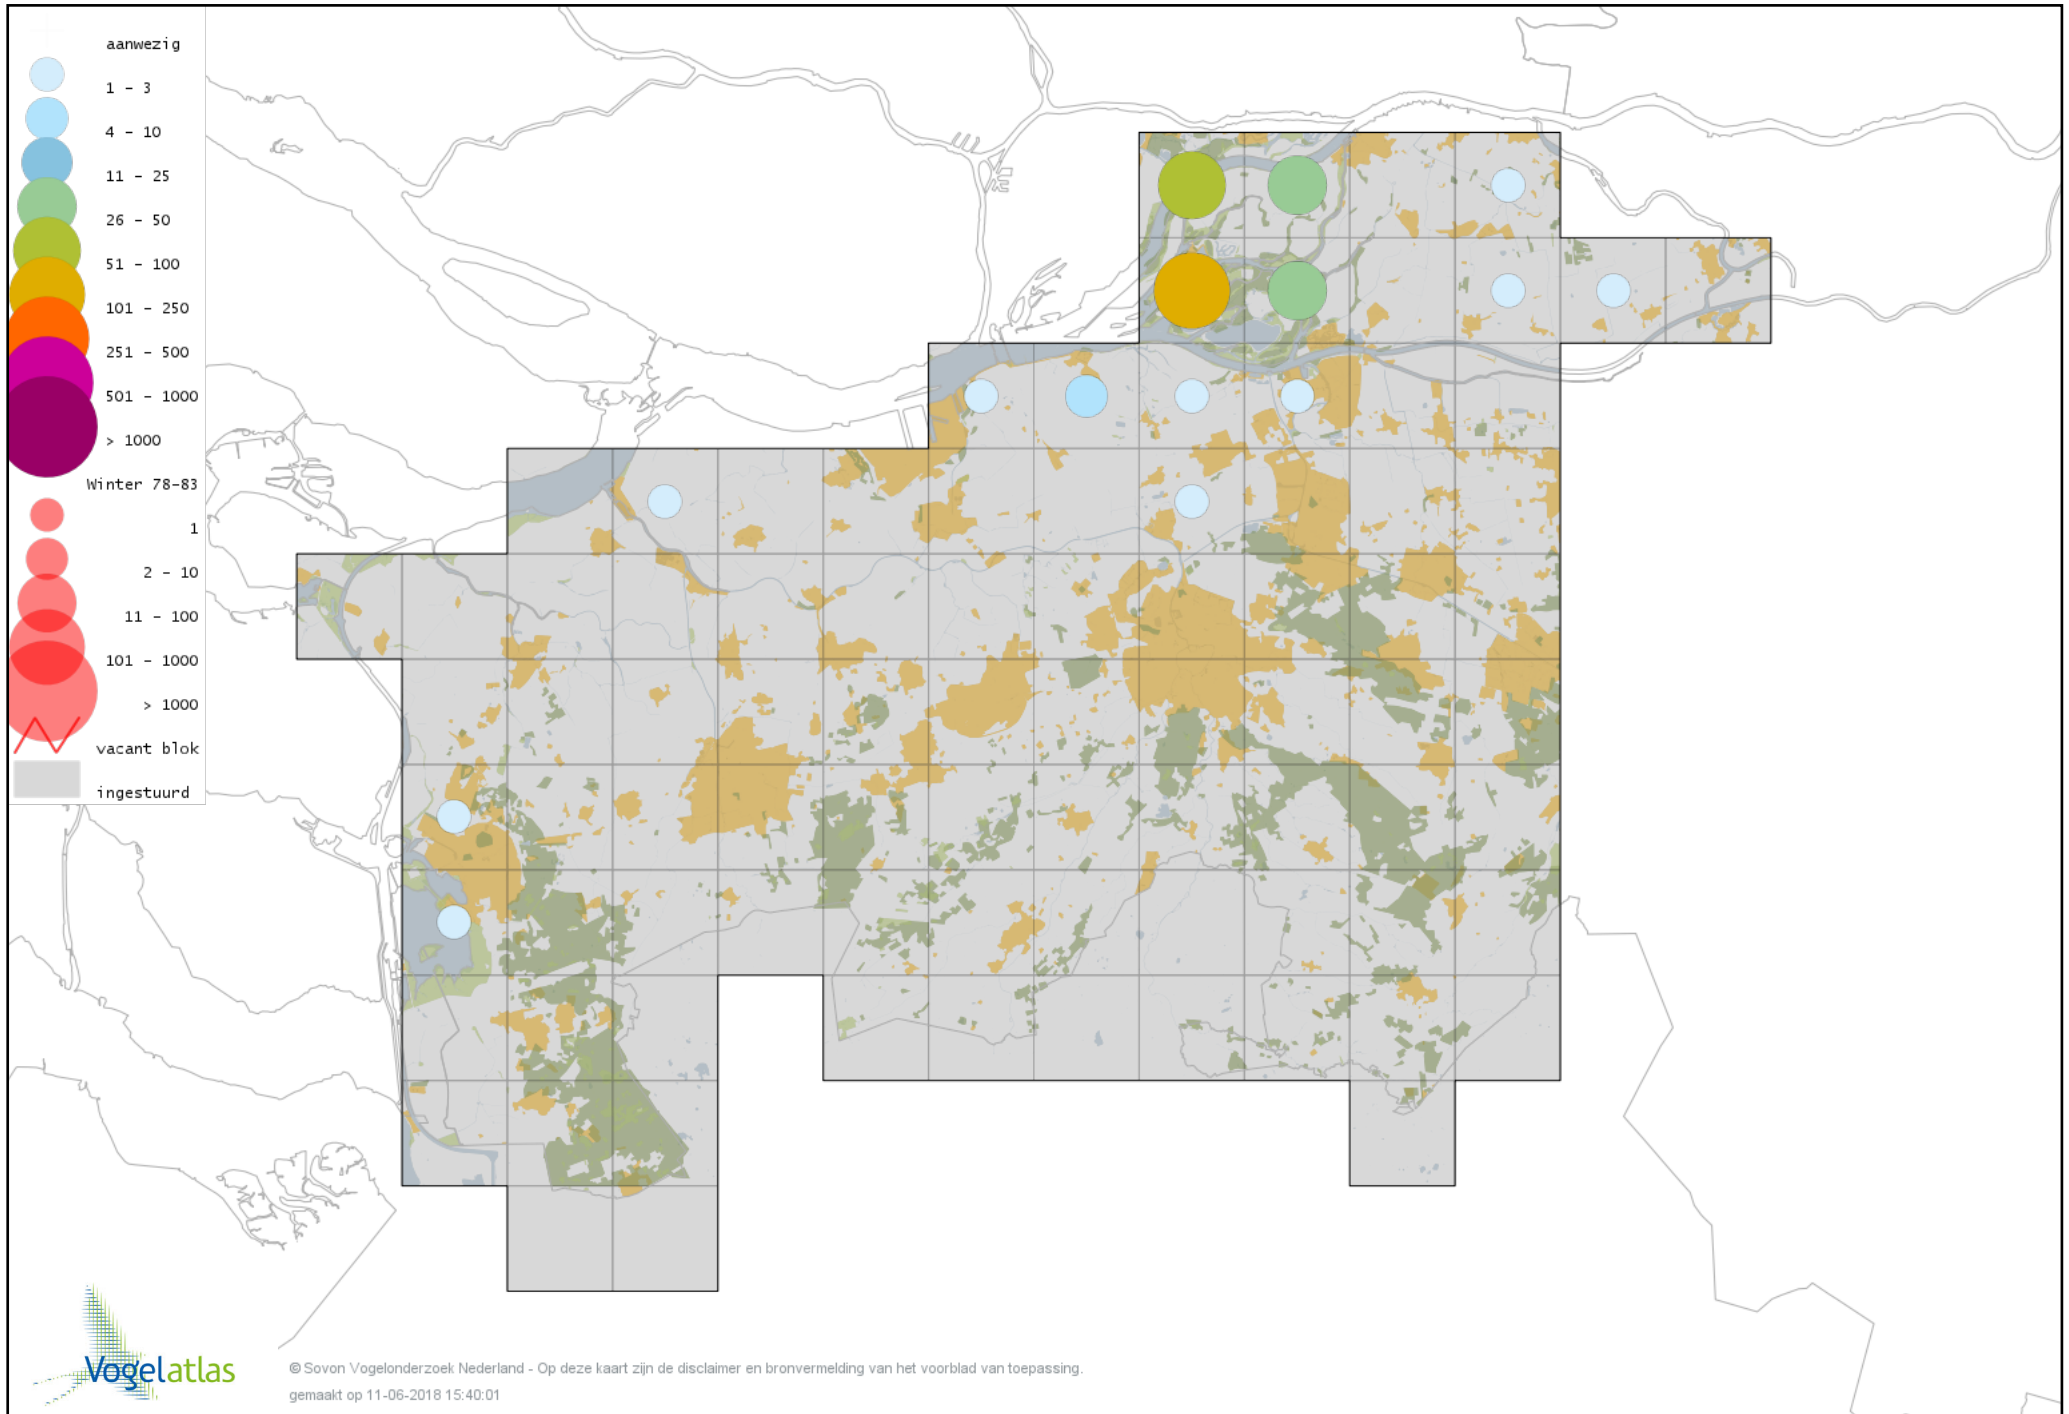 aanwezig
1 - 3
4 - 10
11 - 25
26 - 50
51 - 100
101 - 250
251 - 500
501 - 1000
> 1000
Winter 78-83
1
2 - 10
11 - 100
101 - 1000
> 1000
vacant blok
ingestuurd
Vogelatlas
© Sovon Vogelonderzoek Nederland - Op deze kaart zijn de disclaimer en bronvermelding van het voorblad van toepassing.
gemaakt op 11-06-2018 15:40:01